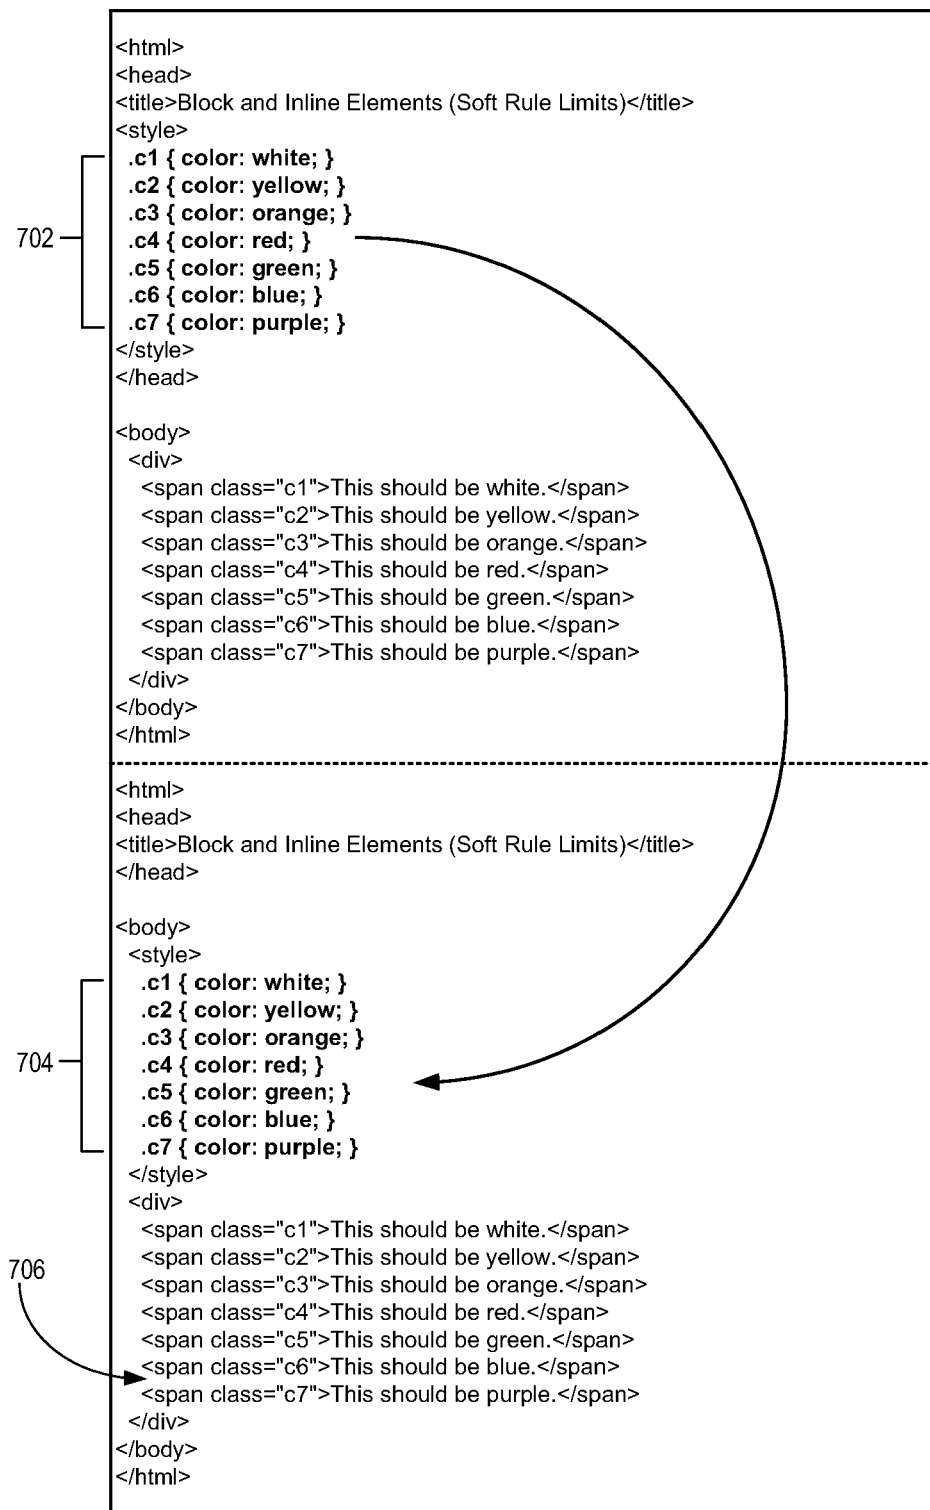 <html>
<head>
<title>Block and Inline Elements (Soft Rule Limits)</title>
<style>
.c1 { color: white; }
.c2 { color: yellow; }
.c3 { color: orange; }
702
.c4 { color: red; }
.c5 { color: green; }
.c6 { color: blue; }
.c7 { color: purple; }
</style>
</head>
<body>
<div>
<span class="c1">This should be white.</span>
<span class="c2">This should be yellow.</span>
<span class="c3">This should be orange.</span>
<span class="c4">This should be red.</span>
<span class="c5">This should be green.</span>
<span class="c6">This should be blue.</span>
<span class="c7">This should be purple.</span>
</div>
</body>
</html>
<html>
<head>
<title>Block and Inline Elements (Soft Rule Limits)</title>
</head>
<body>
<style>
.c1 { color: white; }
.c2 { color: yellow; }
.c3 { color: orange; }
704
.c4 { color: red; }
.c5 { color: green; }
.c6 { color: blue; }
.c7 { color: purple; }
</style>
<div>
<span class="c1">This should be white.</span>
<span class="c2">This should be yellow.</span>
706
<span class="c3">This should be orange.</span>
<span class="c4">This should be red.</span>
<span class="c5">This should be green.</span>
<span class="c6">This should be blue.</span>
<span class="c7">This should be purple.</span>
</div>
</body>
</html>